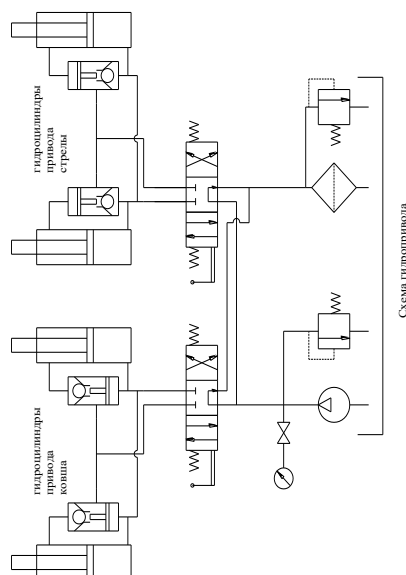 гидроцилиндры
привода
стрелы
гидроцилиндры
привода
ковша
Схема гидропривода